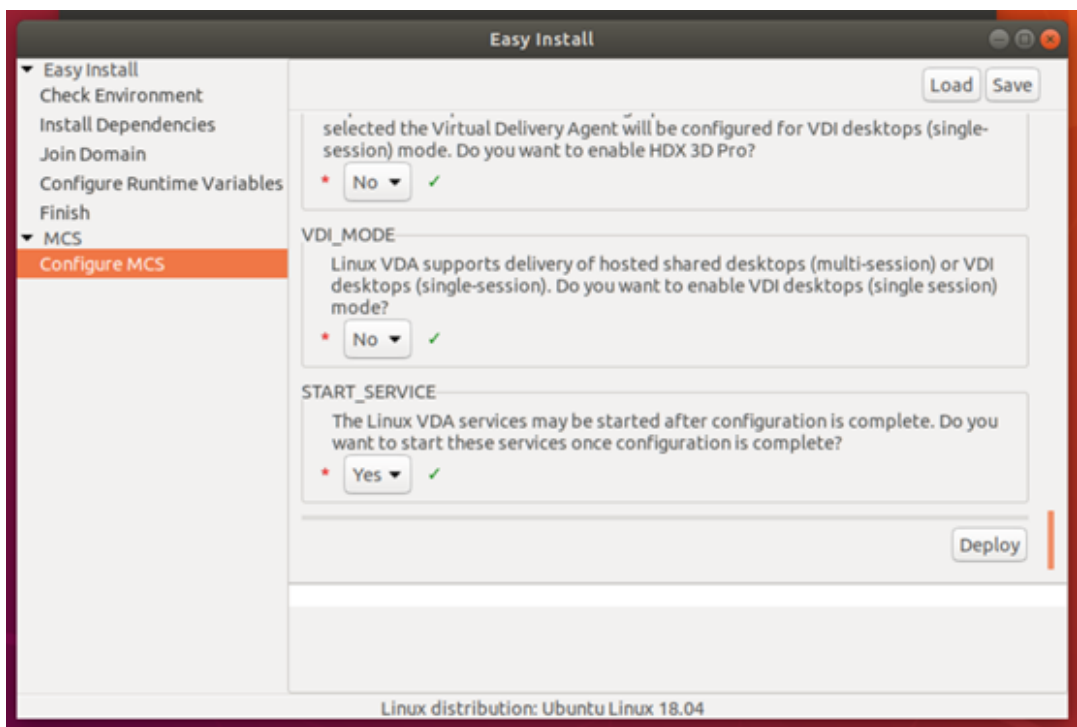 Easy Install
Easy Install
Check Environment
Install Dependencies
Join Domain
Configure Runtime Variables
Finish
MCS
Configure MCS
Load
Save
selected the Virtual Delivery Agent will be configured for VDI desktops (single-
session) mode. Do you want to enable HDX 3D Pro?
* No ✓
VDI_MODE
Linux VDA supports delivery of hosted shared desktops (multi-session) or VDI
desktops (single-session). Do you want to enable VDI desktops (single session)
mode?
* No ✓
START_SERVICE
The Linux VDA services may be started after configuration is complete. Do you
want to start these services once configuration is complete?
* Yes ✓
Deploy
Linux distribution: Ubuntu Linux 18.04